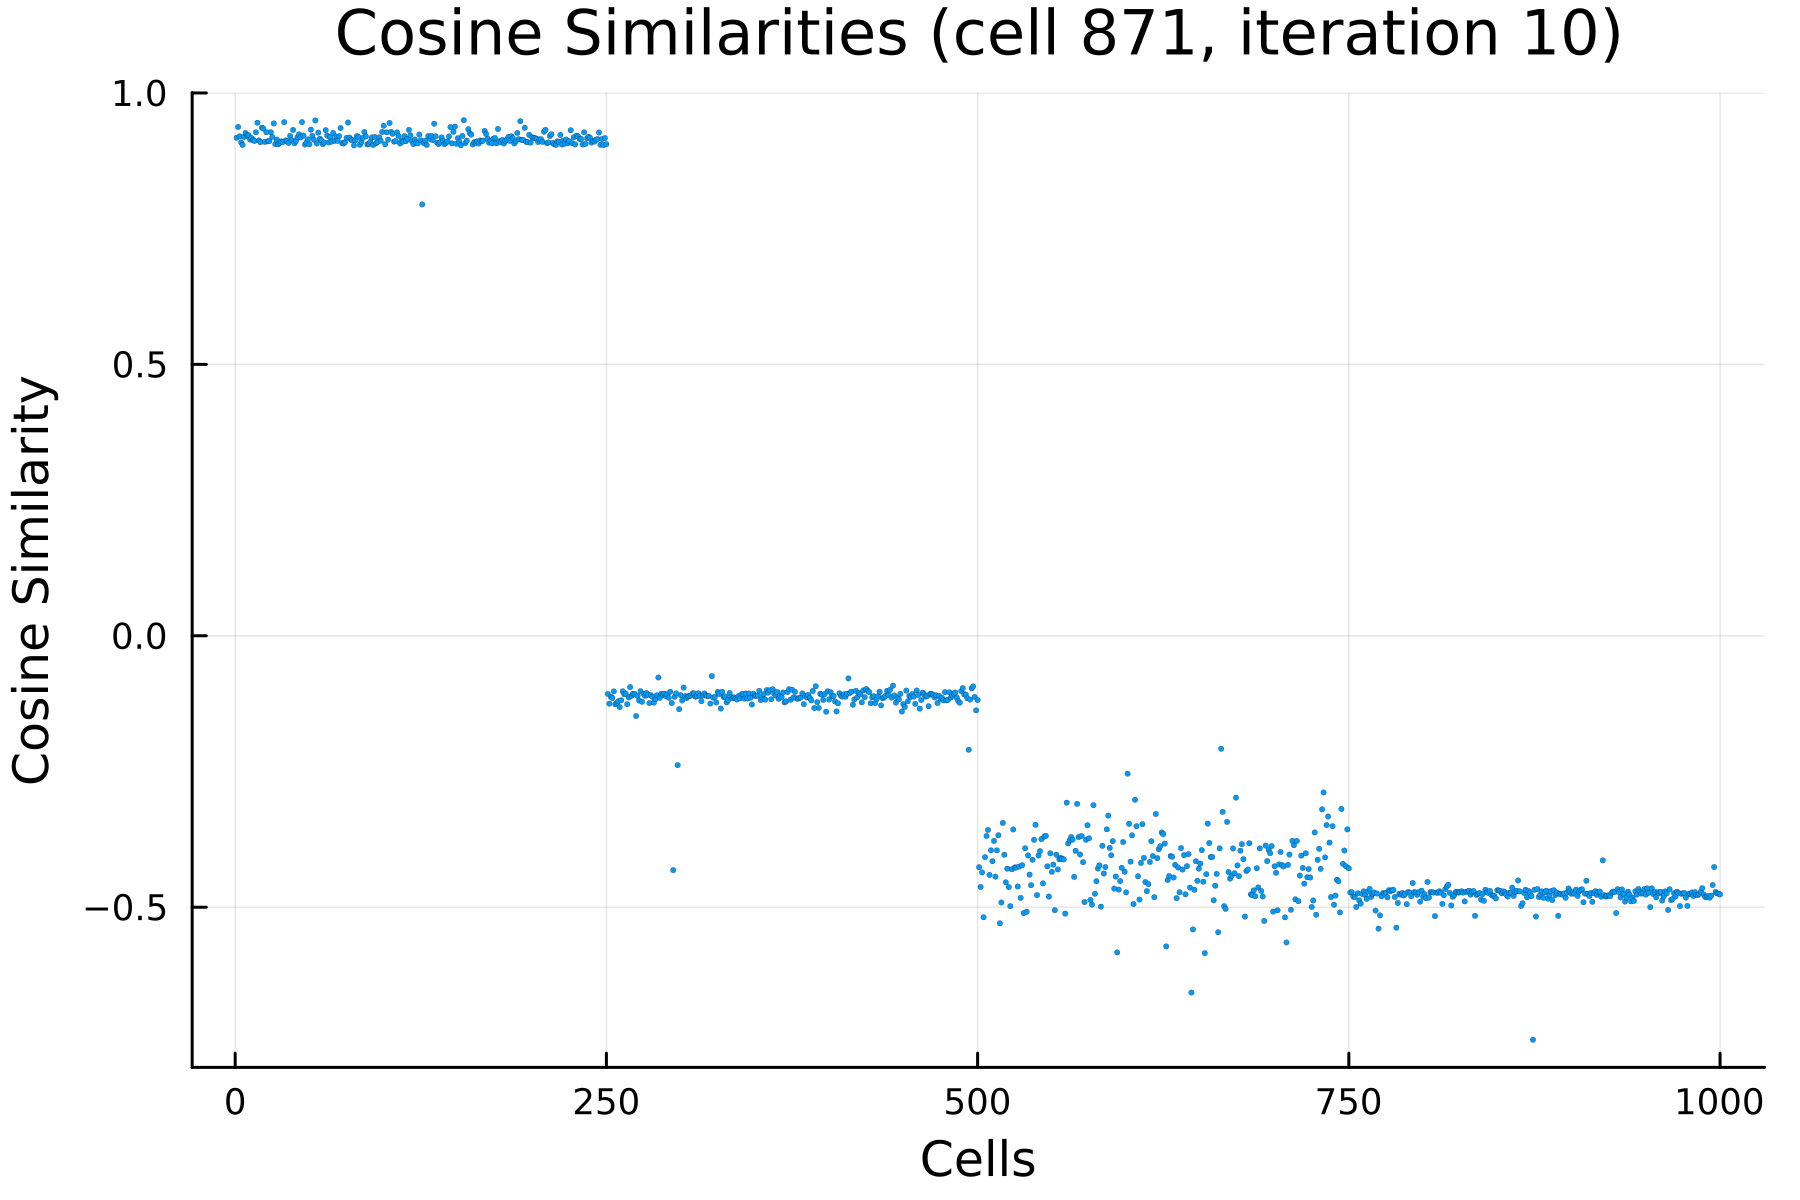 Cosine Similarities (cell 871, iteration 10)
1.0
0.5
0.0
−0.5
Cosine Similarity
0 250 500 750 1000
Cells